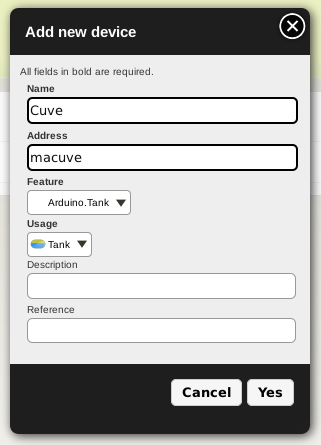 Add new device
All fields in bold are required.
Name
Cuve
Address
macuve
Feature
Arduino.Tank
Usage
Tank
Description
Reference
Cancel Yes